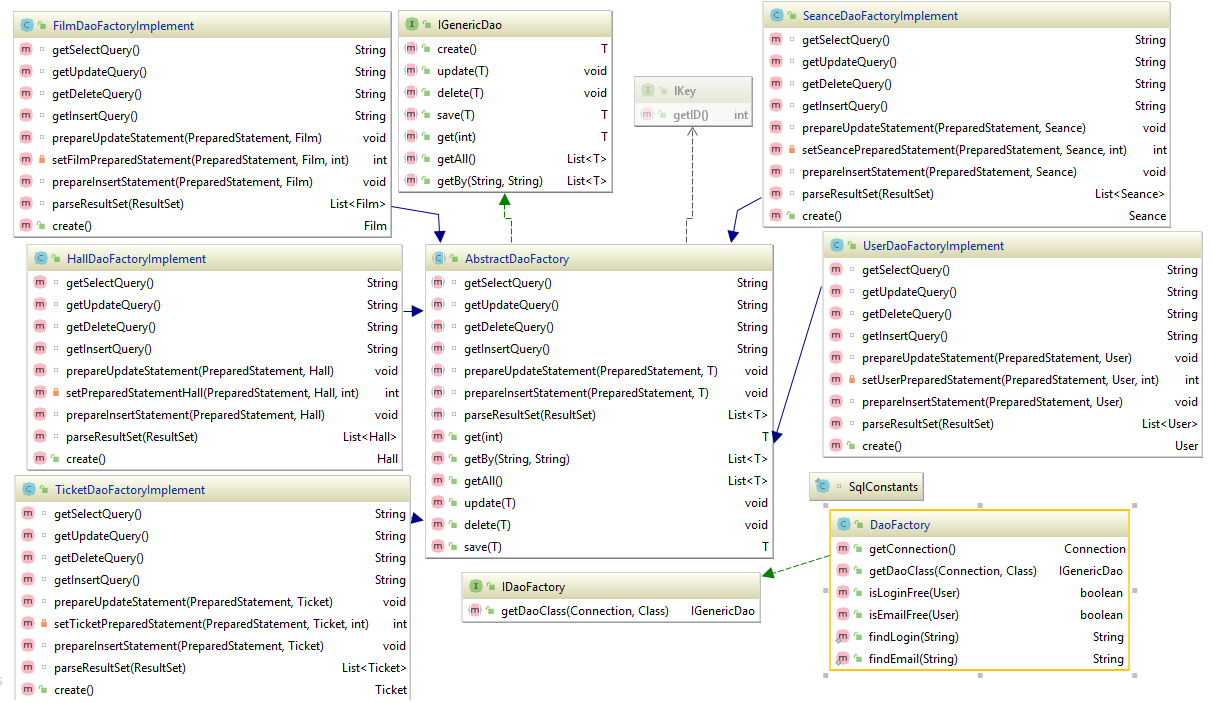 FilmDaoFactoryImplement
getSelectQuery() String
getUpdateQuery() String
getDeleteQuery() String
getInsertQuery() String
prepareUpdateStatement(PreparedStatement, Film) void
setFilmPreparedStatement(PreparedStatement, Film, int) int
prepareInsertStatement(PreparedStatement, Film) void
parseResultSet(ResultSet) List<Film>
create() Film
IGenericDao
create() T
update(T) void
delete(T) void
save(T) T
get(int) T
getAll() List<T>
getBy(String, String) List<T>
IKey
getID() int
SeanceDaoFactoryImplement
getSelectQuery() String
getUpdateQuery() String
getDeleteQuery() String
getInsertQuery() String
prepareUpdateStatement(PreparedStatement, Seance) void
setSeancePreparedStatement(PreparedStatement, Seance, int) int
prepareInsertStatement(PreparedStatement, Seance) void
parseResultSet(ResultSet) List<Seance>
create() Seance
HallDaoFactoryImplement
getSelectQuery() String
getUpdateQuery() String
getDeleteQuery() String
getInsertQuery() String
prepareUpdateStatement(PreparedStatement, Hall) void
setPreparedStatementHall(PreparedStatement, Hall, int) int
prepareInsertStatement(PreparedStatement, Hall) void
parseResultSet(ResultSet) List<Hall>
create() Hall
AbstractDaoFactory
getSelectQuery() String
getUpdateQuery() String
getDeleteQuery() String
getInsertQuery() String
prepareUpdateStatement(PreparedStatement, T) void
prepareInsertStatement(PreparedStatement, T) void
parseResultSet(ResultSet) List<T>
get(int) T
getBy(String, String) List<T>
getAll() List<T>
update(T) void
delete(T) void
save(T) T
UserDaoFactoryImplement
getSelectQuery() String
getUpdateQuery() String
getDeleteQuery() String
getInsertQuery() String
prepareUpdateStatement(PreparedStatement, User) void
setUserPreparedStatement(PreparedStatement, User, int) int
prepareInsertStatement(PreparedStatement, User) void
parseResultSet(ResultSet) List<User>
create() User
TicketDaoFactoryImplement
getSelectQuery() String
getUpdateQuery() String
getDeleteQuery() String
getInsertQuery() String
prepareUpdateStatement(PreparedStatement, Ticket) void
setTicketPreparedStatement(PreparedStatement, Ticket, int) int
prepareInsertStatement(PreparedStatement, Ticket) void
parseResultSet(ResultSet) List<Ticket>
create() Ticket
IDaoFactory
getDaoClass(Connection, Class) IGenericDao
SqlConstants
DaoFactory
getConnection() Connection
getDaoClass(Connection, Class) IGenericDao
isLoginFree(User) boolean
isEmailFree(User) boolean
findLogin(String) String
findEmail(String) String